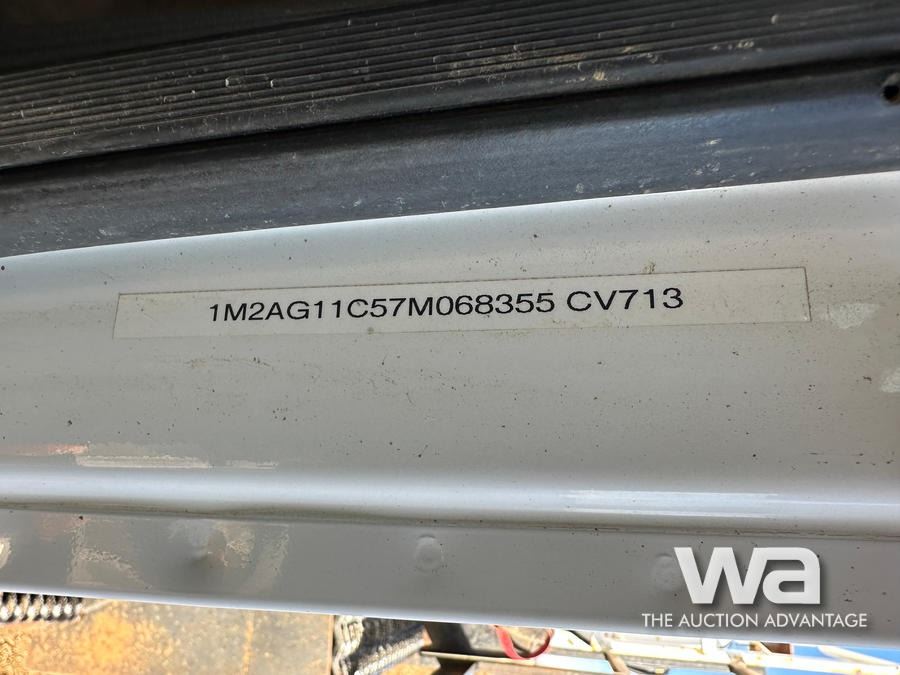 1M2AG11C57M068355 CV713
wa
THE AUCTION ADVANTAGE